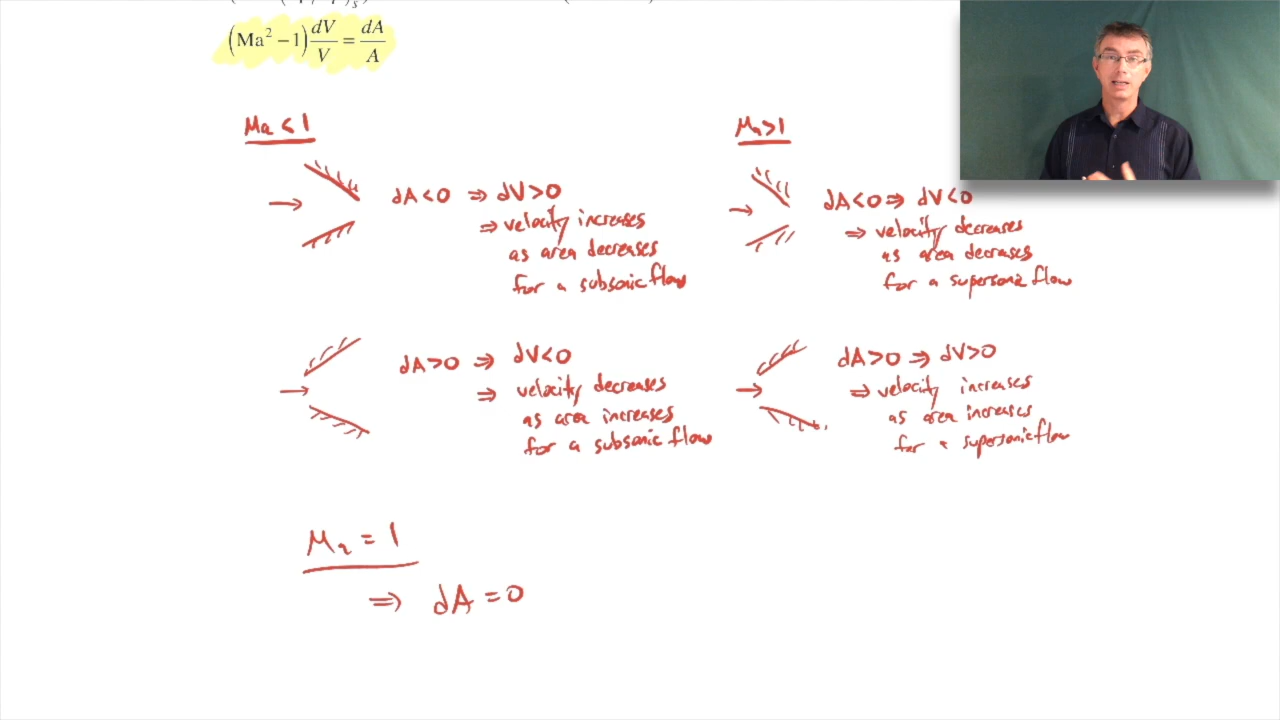 (Ma² − 1) dV/V = dA/A
Ma < 1
dA < 0 ⇒ dV > 0
⇒ velocity increases
as area decreases
for a subsonic flow
dA > 0 ⇒ dV < 0
⇒ velocity decreases
as area increases
for a subsonic flow
Ma > 1
dA < 0 ⇒ dV < 0
⇒ velocity decreases
as area decreases
for a supersonic flow
dA > 0 ⇒ dV > 0
⇒ velocity increases
as area increases
for a supersonic flow
Ma = 1
⇒ dA = 0